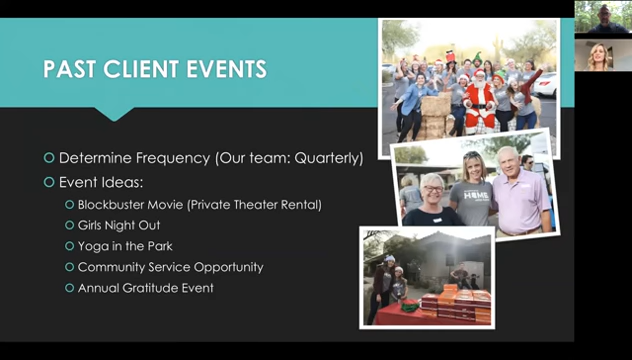 PAST CLIENT EVENTS
Determine Frequency (Our team: Quarterly)
Event Ideas:
Blockbuster Movie (Private Theater Rental)
Girls Night Out
Yoga in the Park
Community Service Opportunity
Annual Gratitude Event
HOME